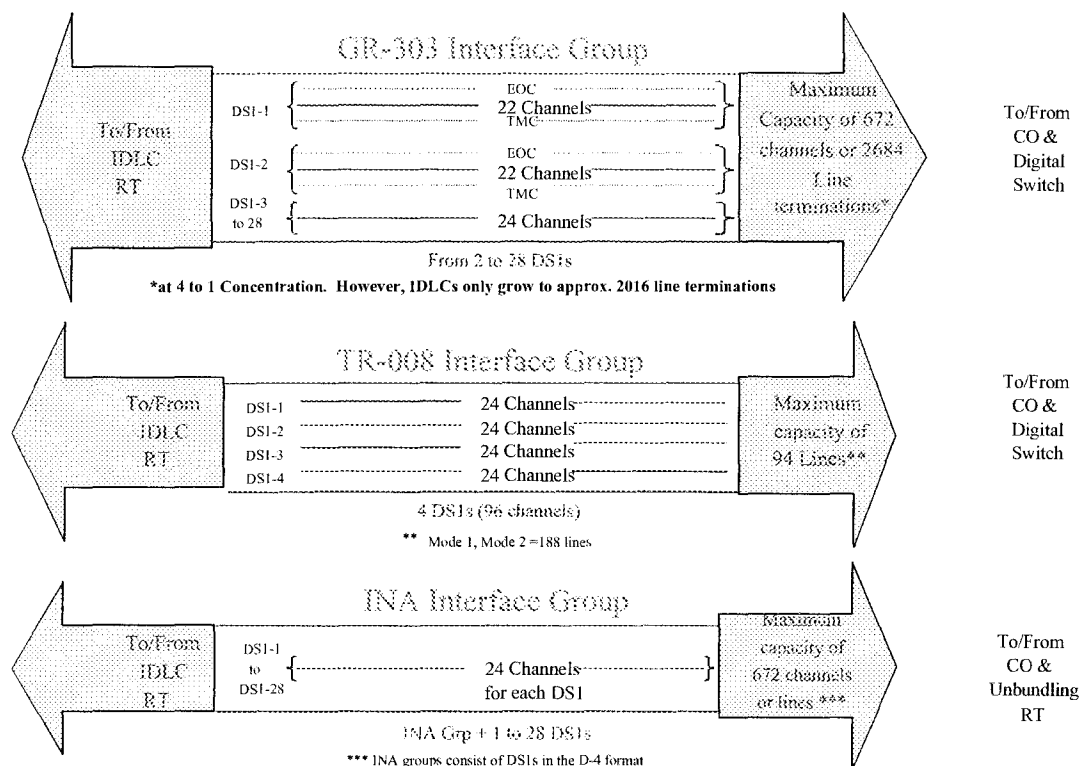 GR-303 Interface Group
To/From
IDLC
RT
DS1-1
EOC
22 Channels
TMC
DS1-2
EOC
22 Channels
TMC
DS1-3
to 28
24 Channels
Maximum
Capacity of 672
channels or 2684
Line
terminations*
To/From
CO &
Digital
Switch
From 2 to 28 DS1s
*at 4 to 1 Concentration. However, IDLCs only grow to approx. 2016 line terminations
TR-008 Interface Group
To/From
IDLC
RT
DS1-1 24 Channels
DS1-2 24 Channels
DS1-3 24 Channels
DS1-4 24 Channels
Maximum
capacity of
94 Lines**
To/From
CO &
Digital
Switch
4 DS1s (96 channels)
** Mode 1, Mode 2 =188 lines
INA Interface Group
To/From
IDLC
RT
DS1-1
to
DS1-28
24 Channels
for each DS1
Maximum
capacity of
672 channels
or lines ***
To/From
CO &
Unbundling
RT
INA Grp + 1 to 28 DS1s
*** INA groups consist of DS1s in the D-4 format